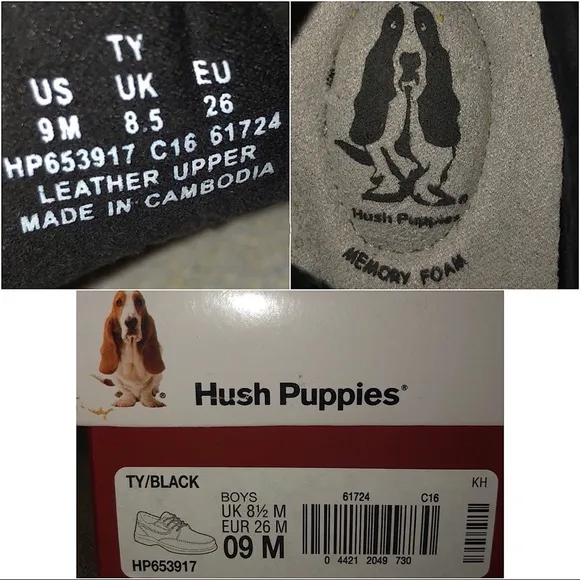 TY
US UK EU
9M 8.5 26
HP653917 C16 61724
LEATHER UPPER
MADE IN CAMBODIA
®
Hush Puppies
MEMORY FOAM
®
Hush Puppies®
TY/BLACK
KH
BOYS
UK 8½ M
EUR 26 M
09 M
61724 C16
0 4421 2049 730
HP653917